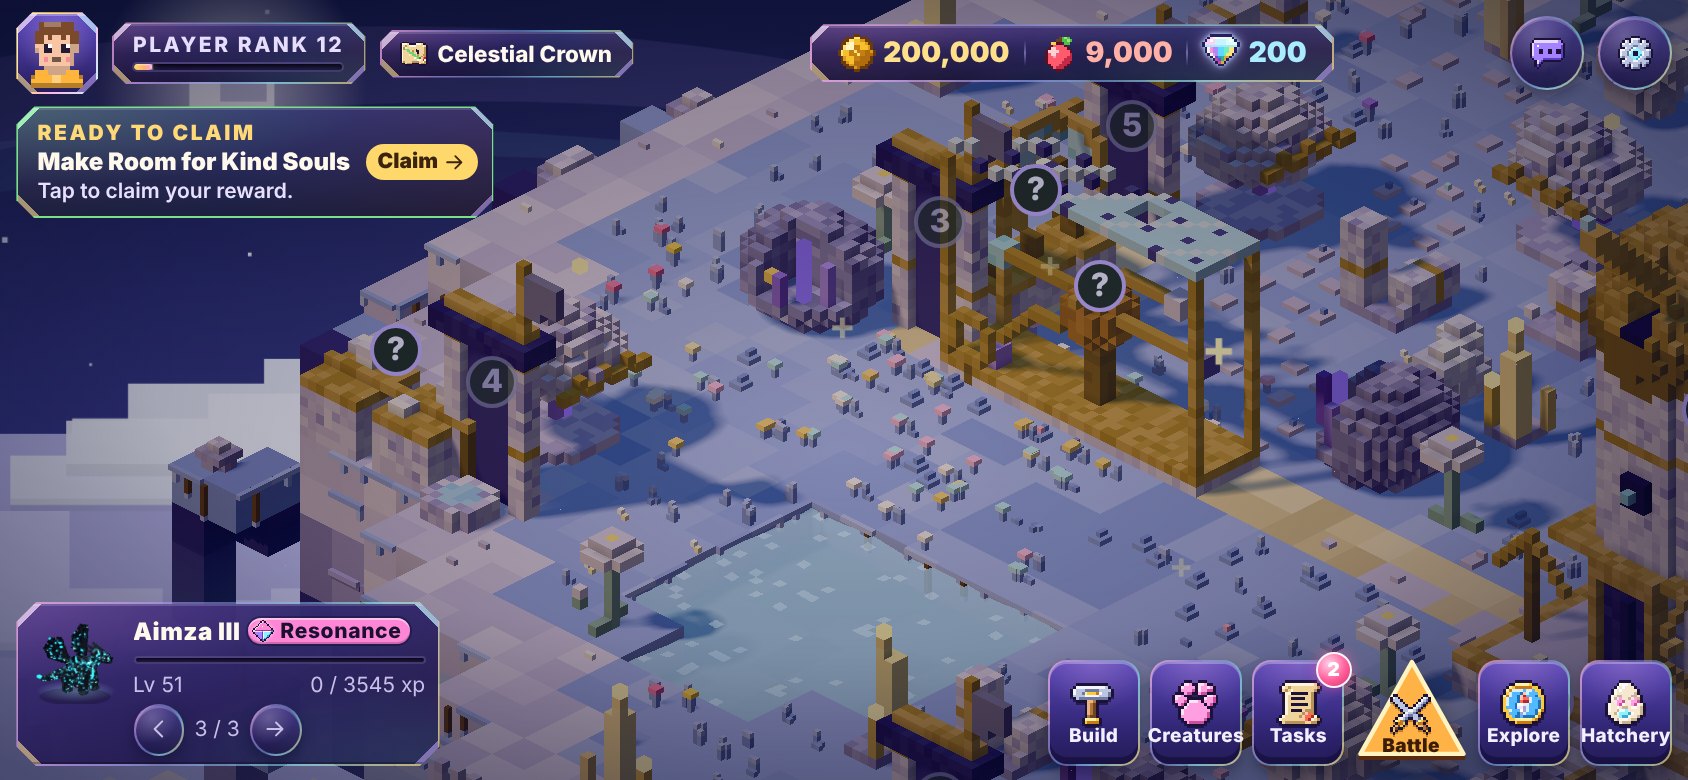 PLAYER RANK 12
Celestial Crown
200,000
9,000
200
READY TO CLAIM
Make Room for Kind Souls
Claim →
Tap to claim your reward.
5
?
3
?
?
4
Aimza III
Resonance
Lv 51
0 / 3545 xp
3 / 3
2
Build
Creatures
Tasks
Battle
Explore
Hatchery